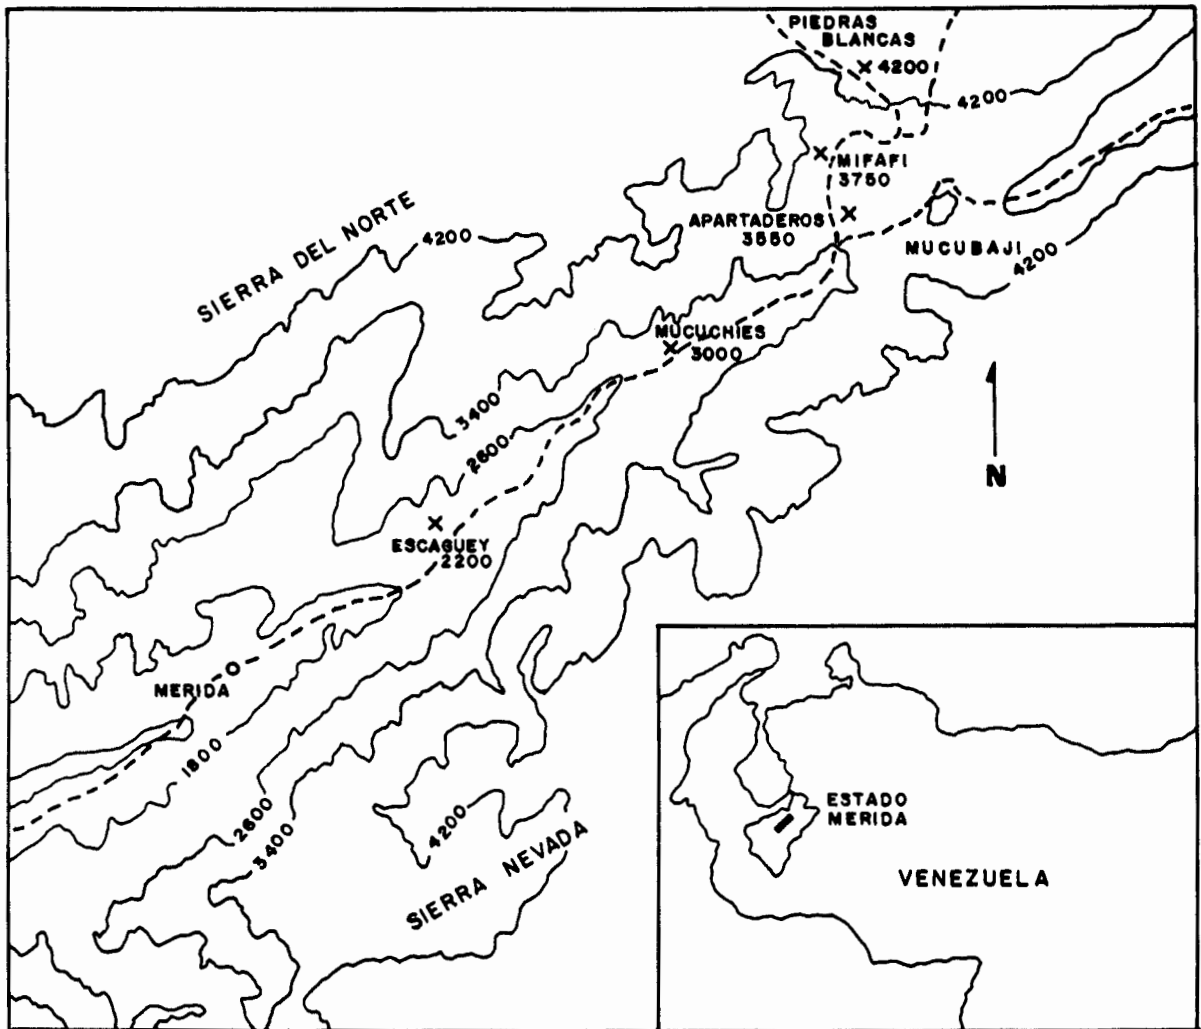 PIEDRAS
BLANCAS
4200
4200
MIFAFI
3750
SIERRA DEL NORTE
4200
APARTADEROS
3550
MUCUBAJI
4200
MUCUCHIES
3000
3400
N
2600
ESCAGUEY
2200
MERIDA
1800
2600
3400
4200
SIERRA NEVADA
ESTADO
MERIDA
VENEZUELA